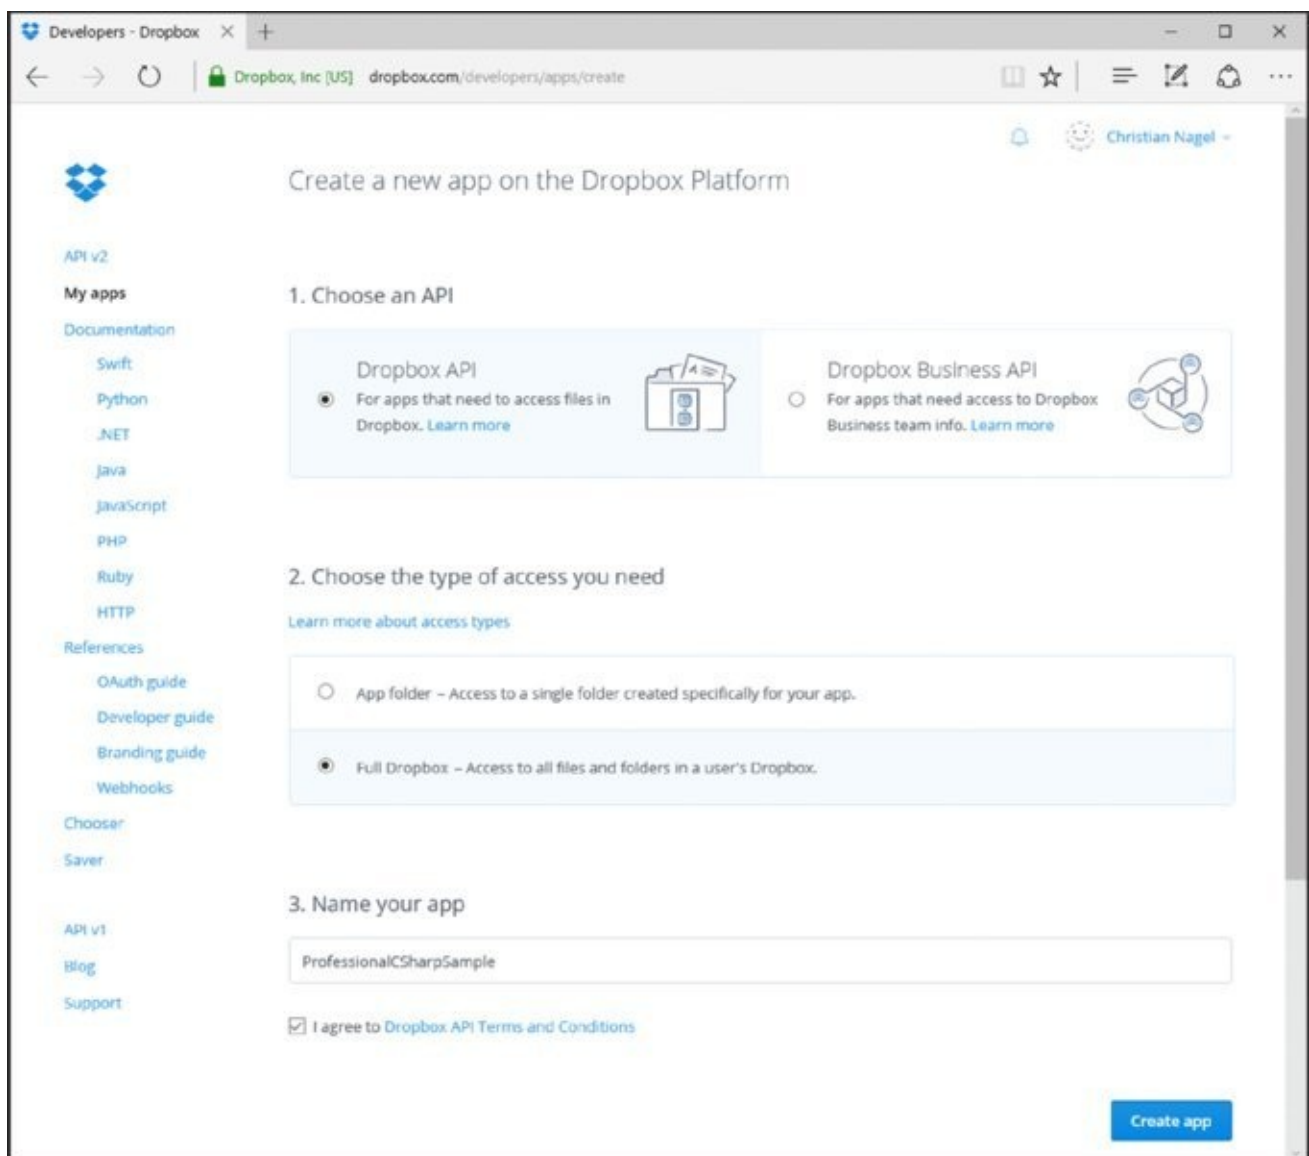 Developers - Dropbox
Dropbox, Inc [US] dropbox.com/developers/apps/create
Christian Nagel
Create a new app on the Dropbox Platform
API v2
My apps
Documentation
Swift
Python
.NET
Java
JavaScript
PHP
Ruby
HTTP
References
OAuth guide
Developer guide
Branding guide
Webhooks
Chooser
Saver
API v1
Blog
Support
1. Choose an API
Dropbox API
For apps that need to access files in
Dropbox. Learn more
Dropbox Business API
For apps that need access to Dropbox
Business team info. Learn more
2. Choose the type of access you need
Learn more about access types
App folder – Access to a single folder created specifically for your app.
Full Dropbox – Access to all files and folders in a user's Dropbox.
3. Name your app
ProfessionalCSharpSample
I agree to Dropbox API Terms and Conditions
Create app